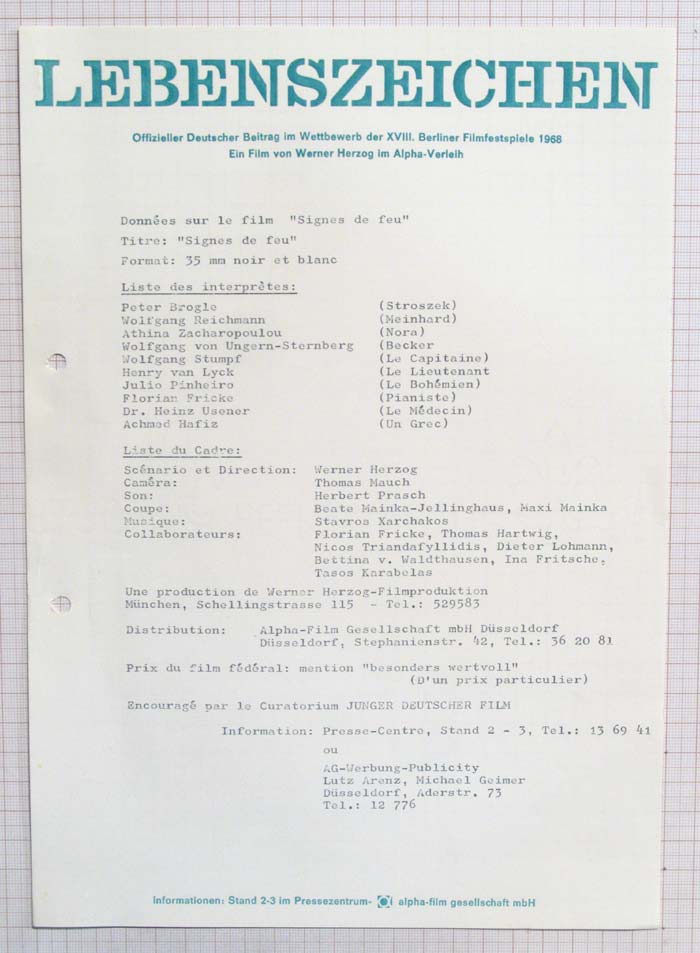 LEBENSZEICHEN
Offizieller Deutscher Beitrag im Wettbewerb der XVIII. Berliner Filmfestspiele 1968
Ein Film von Werner Herzog im Alpha-Verleih
Données sur le film "Signes de feu"
Titre: "Signes de feu"
Format: 35 mm noir et blanc
Liste des interprètes:
Peter Brogle (Stroszek)
Wolfgang Reichmann (Meinhard)
Athina Zacharopoulou (Nora)
Wolfgang von Ungern-Sternberg (Becker
Wolfgang Stumpf (Le Capitaine)
Henry van Lyck (Le Lieutenant
Julio Pinheiro (Le Bohémien)
Florian Fricke (Pianiste)
Dr. Heinz Usener (Le Médecin)
Achmed Hafiz (Un Grec)
Liste du Cadre:
Scénario et Direction: Werner Herzog
Caméra: Thomas Mauch
Son: Herbert Prasch
Coupe: Beate Mainka-Jellinghaus, Maxi Mainka
Musique: Stavros Xarchakos
Collaborateurs: Florian Fricke, Thomas Hartwig,
Nicos Triandafyllidis, Dieter Lohmann,
Bettina v. Waldthausen, Ina Fritsche,
Tasos Karabelas
Une production de Werner Herzog-Filmproduktion
München, Schellingstrasse 115 - Tel.: 529583
Distribution: Alpha-Film Gesellschaft mbH Düsseldorf
Düsseldorf, Stephanienstr. 42, Tel.: 36 20 81
Prix du film fédéral: mention "besonders wertvoll"
(D'un prix particulier)
Encouragé par le Curatorium JUNGER DEUTSCHER FILM
Information: Presse-Centre, Stand 2 - 3, Tel.: 13 69 41
ou
AG-Werbung-Publicity
Lutz Arenz, Michael Geimer
Düsseldorf, Aderstr. 73
Tel.: 12 776
Informationen: Stand 2-3 im Pressezentrum- alpha-film gesellschaft mbH